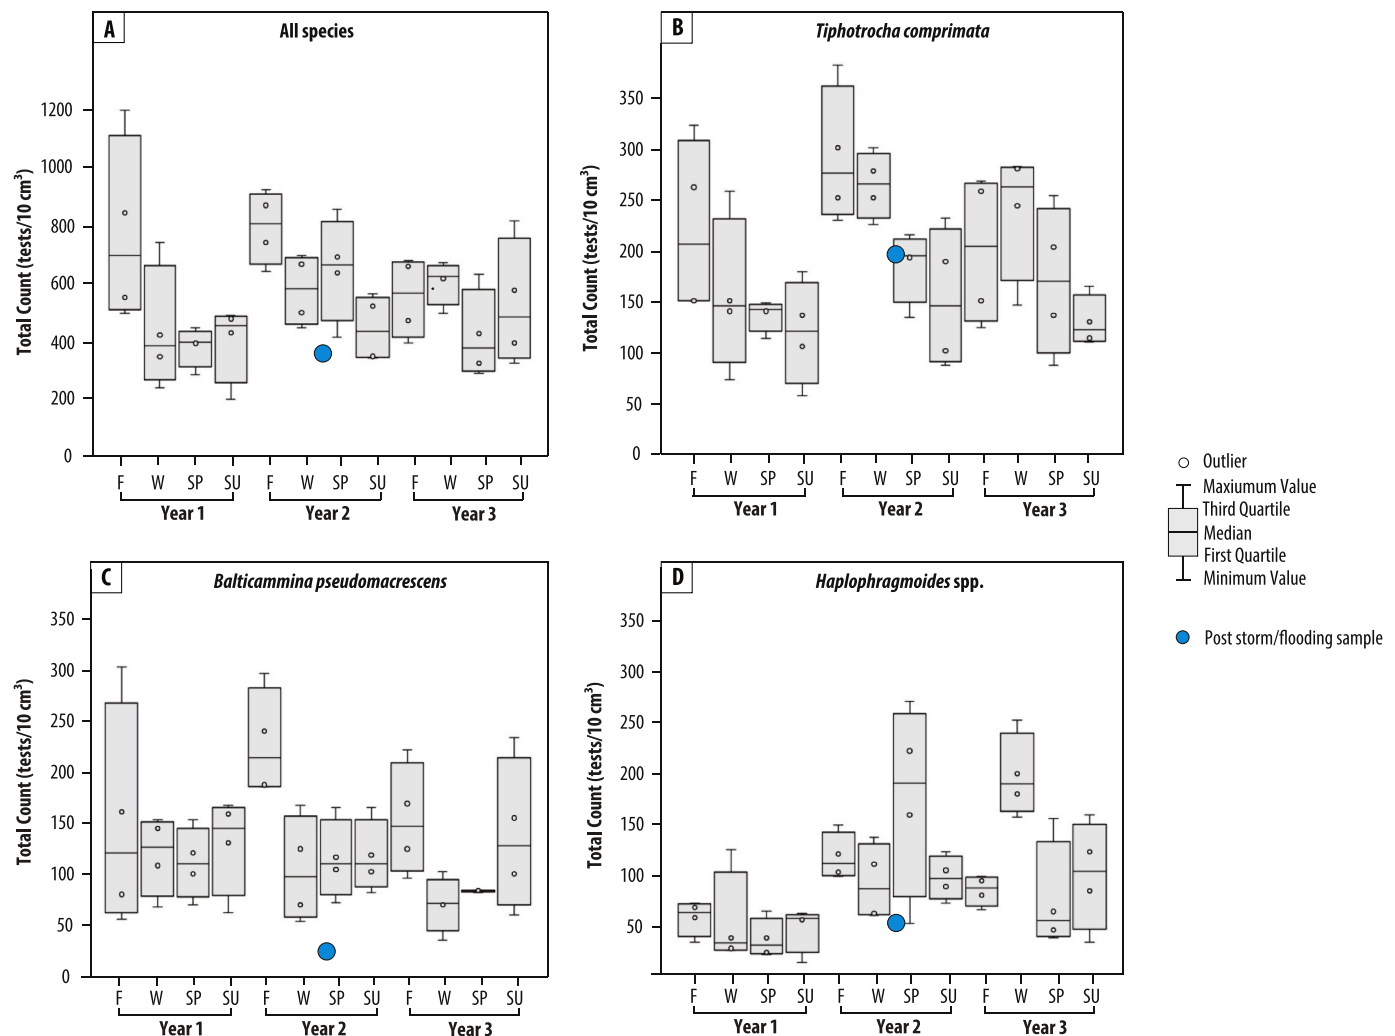 A
All species
Total Count (tests/10 cm³)
1200
1000
800
600
400
200
0
F W SP SU F W SP SU F W SP SU
Year 1 Year 2 Year 3
B
Tiphotrocha comprimata
Total Count (tests/10 cm³)
350
300
250
200
150
100
50
0
F W SP SU F W SP SU F W SP SU
Year 1 Year 2 Year 3
Outlier
Maxiumum Value
Third Quartile
Median
First Quartile
Minimum Value
Post storm/flooding sample
C
Balticammina pseudomacrescens
Total Count (tests/10 cm³)
350
300
250
200
150
100
50
0
F W SP SU F W SP SU F W SP SU
Year 1 Year 2 Year 3
D
Haplophragmoides spp.
Total Count (tests/10 cm³)
350
300
250
200
150
100
50
F W SP SU F W SP SU F W SP SU
Year 1 Year 2 Year 3